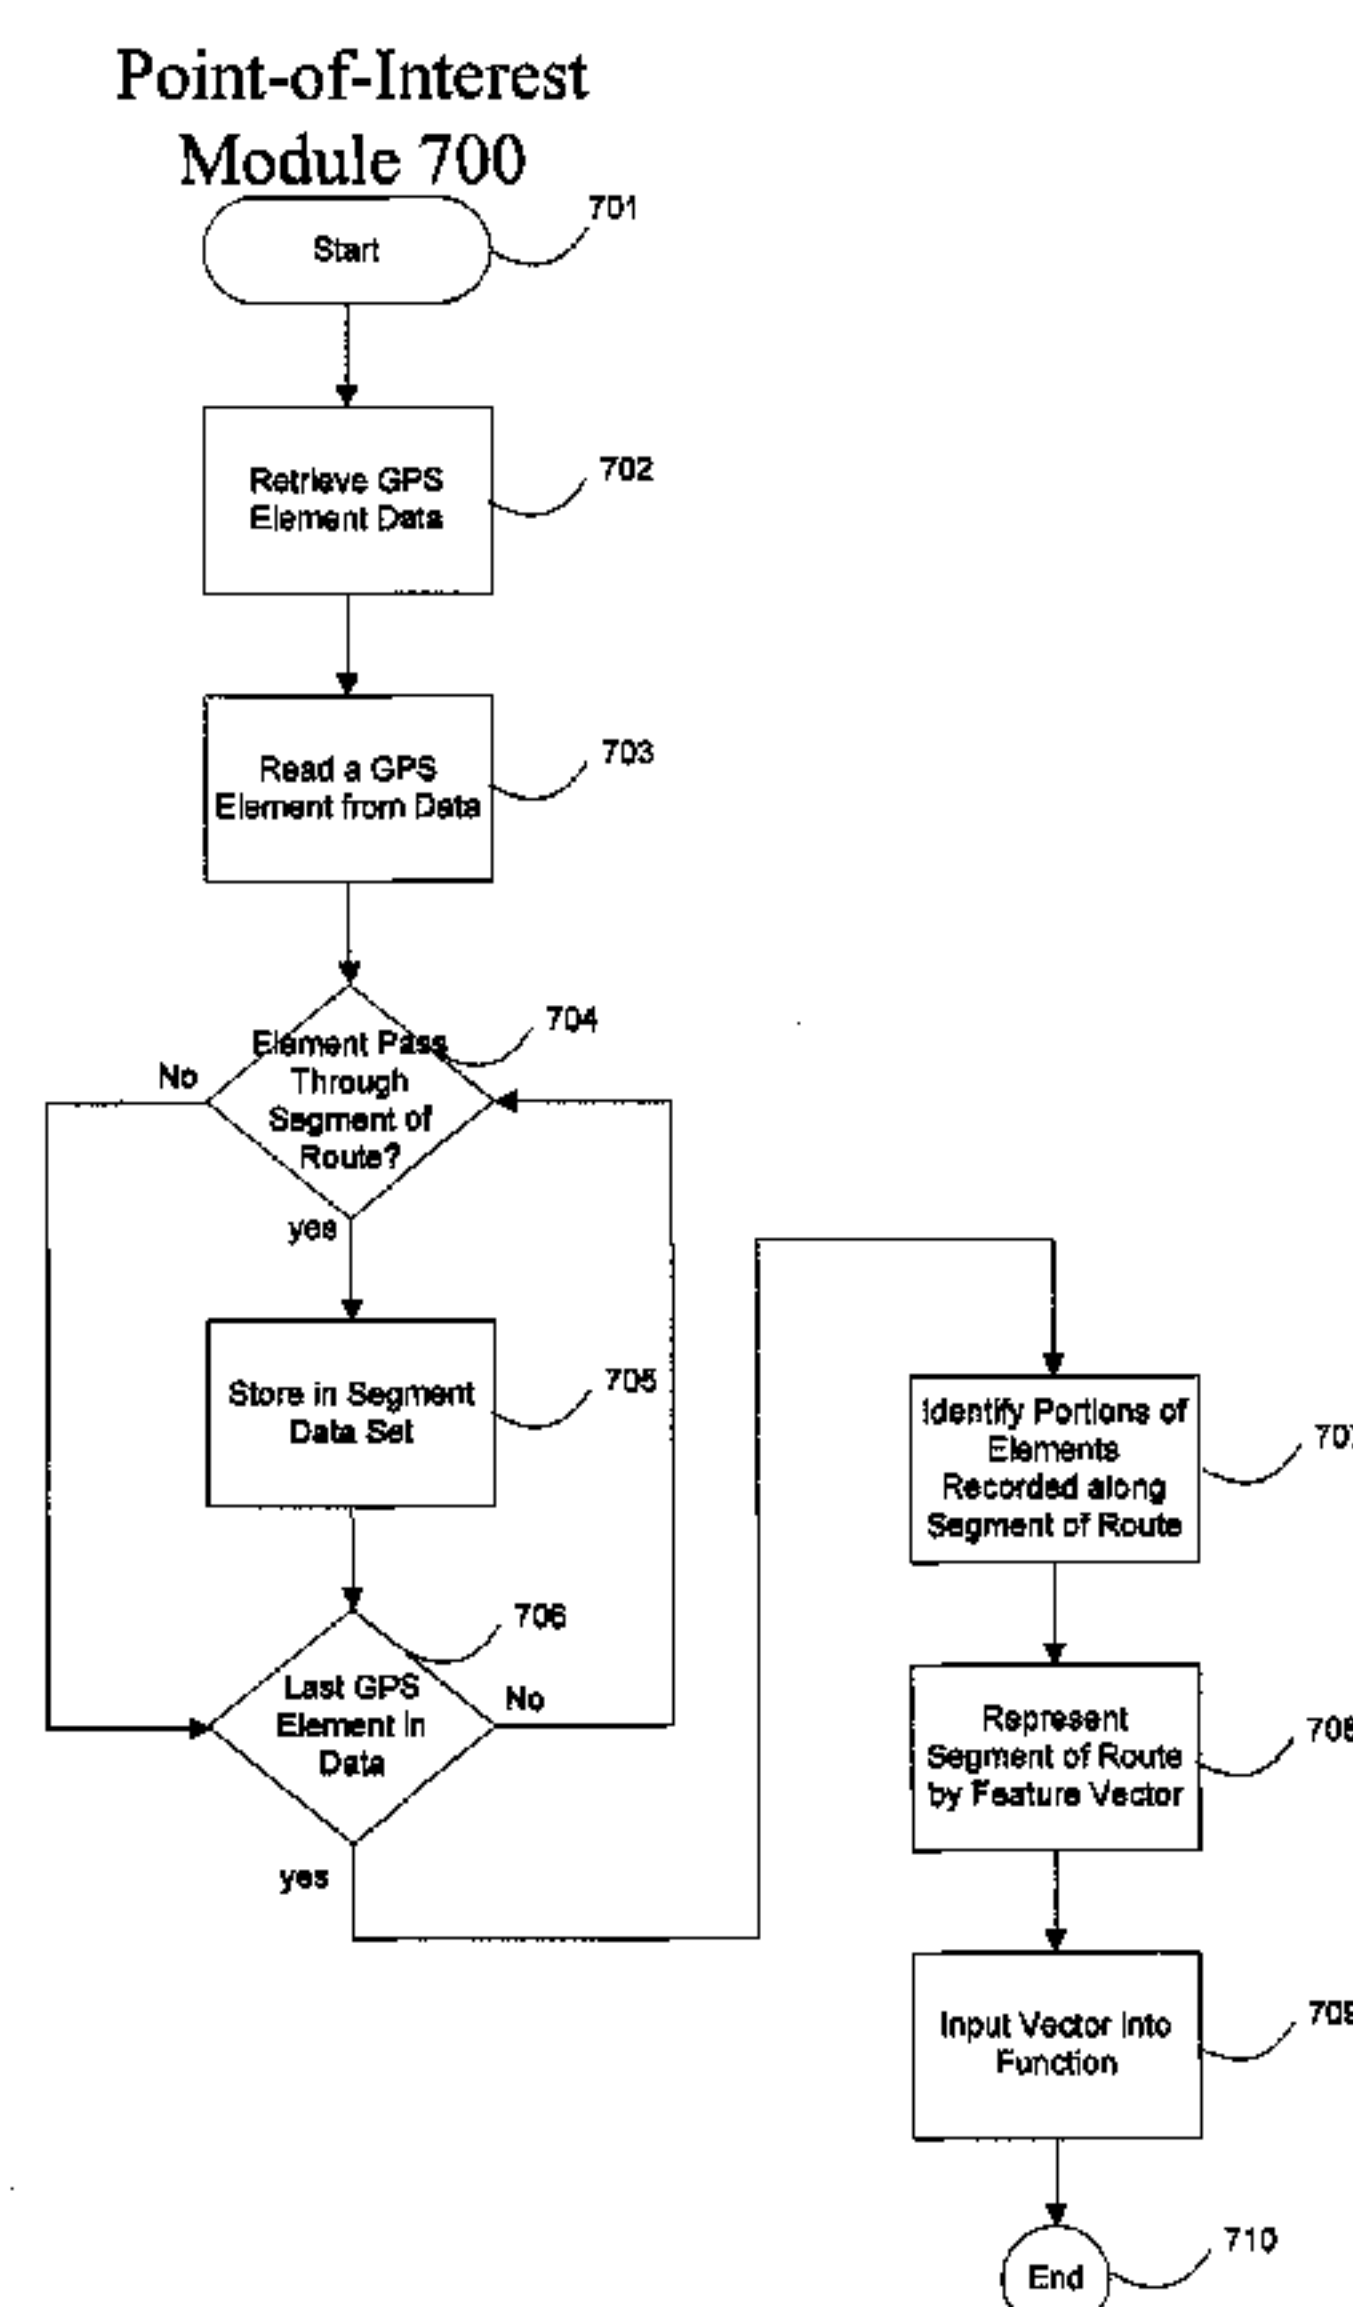 Point-of-Interest
Module 700
701
Start
702
Retrieve GPS
Element Data
703
Read a GPS
Element from Data
704
Element Pass
Through
Segment of
Route?
No
yes
705
Store in Segment
Data Set
706
Last GPS
Element in
Data
No
yes
707
Identify Portions of
Elements
Recorded along
Segment of Route
708
Represent
Segment of Route
by Feature Vector
709
Input Vector Into
Function
710
End